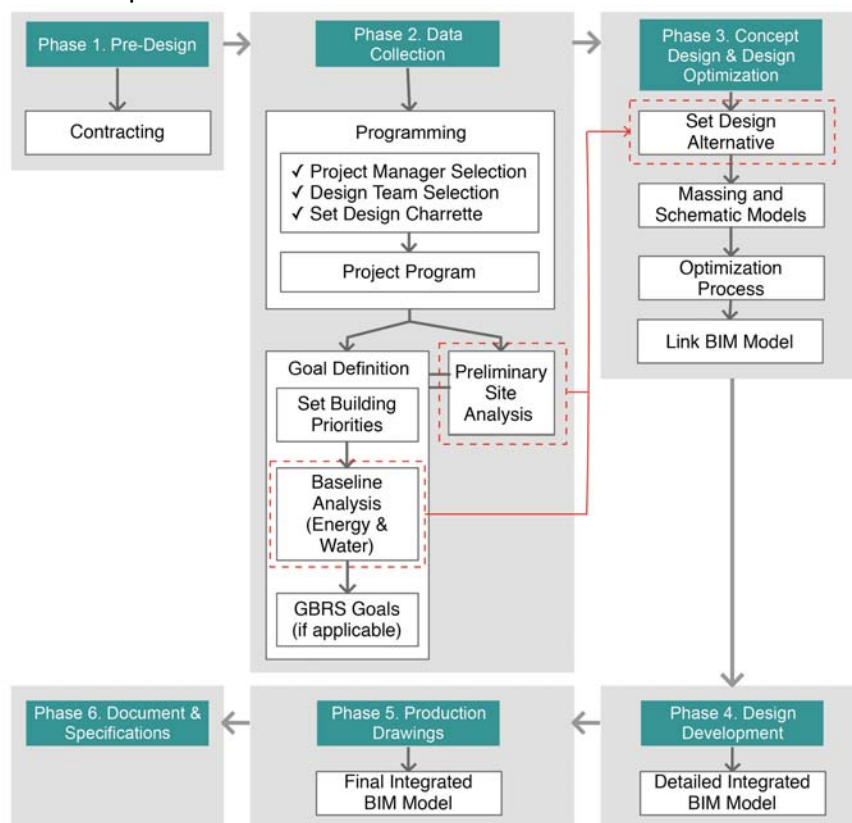 Phase 1. Pre-Design
Contracting
Phase 2. Data
Collection
Programming
✓ Project Manager Selection
✓ Design Team Selection
✓ Set Design Charrette
Project Program
Goal Definition
Set Building
Priorities
Baseline
Analysis
(Energy &
Water)
GBRS Goals
(if applicable)
Preliminary
Site
Analysis
Phase 3. Concept
Design & Design
Optimization
Set Design
Alternative
Massing and
Schematic Models
Optimization
Process
Link BIM Model
Phase 4. Design
Development
Detailed Integrated
BIM Model
Phase 5. Production
Drawings
Final Integrated
BIM Model
Phase 6. Document &
Specifications